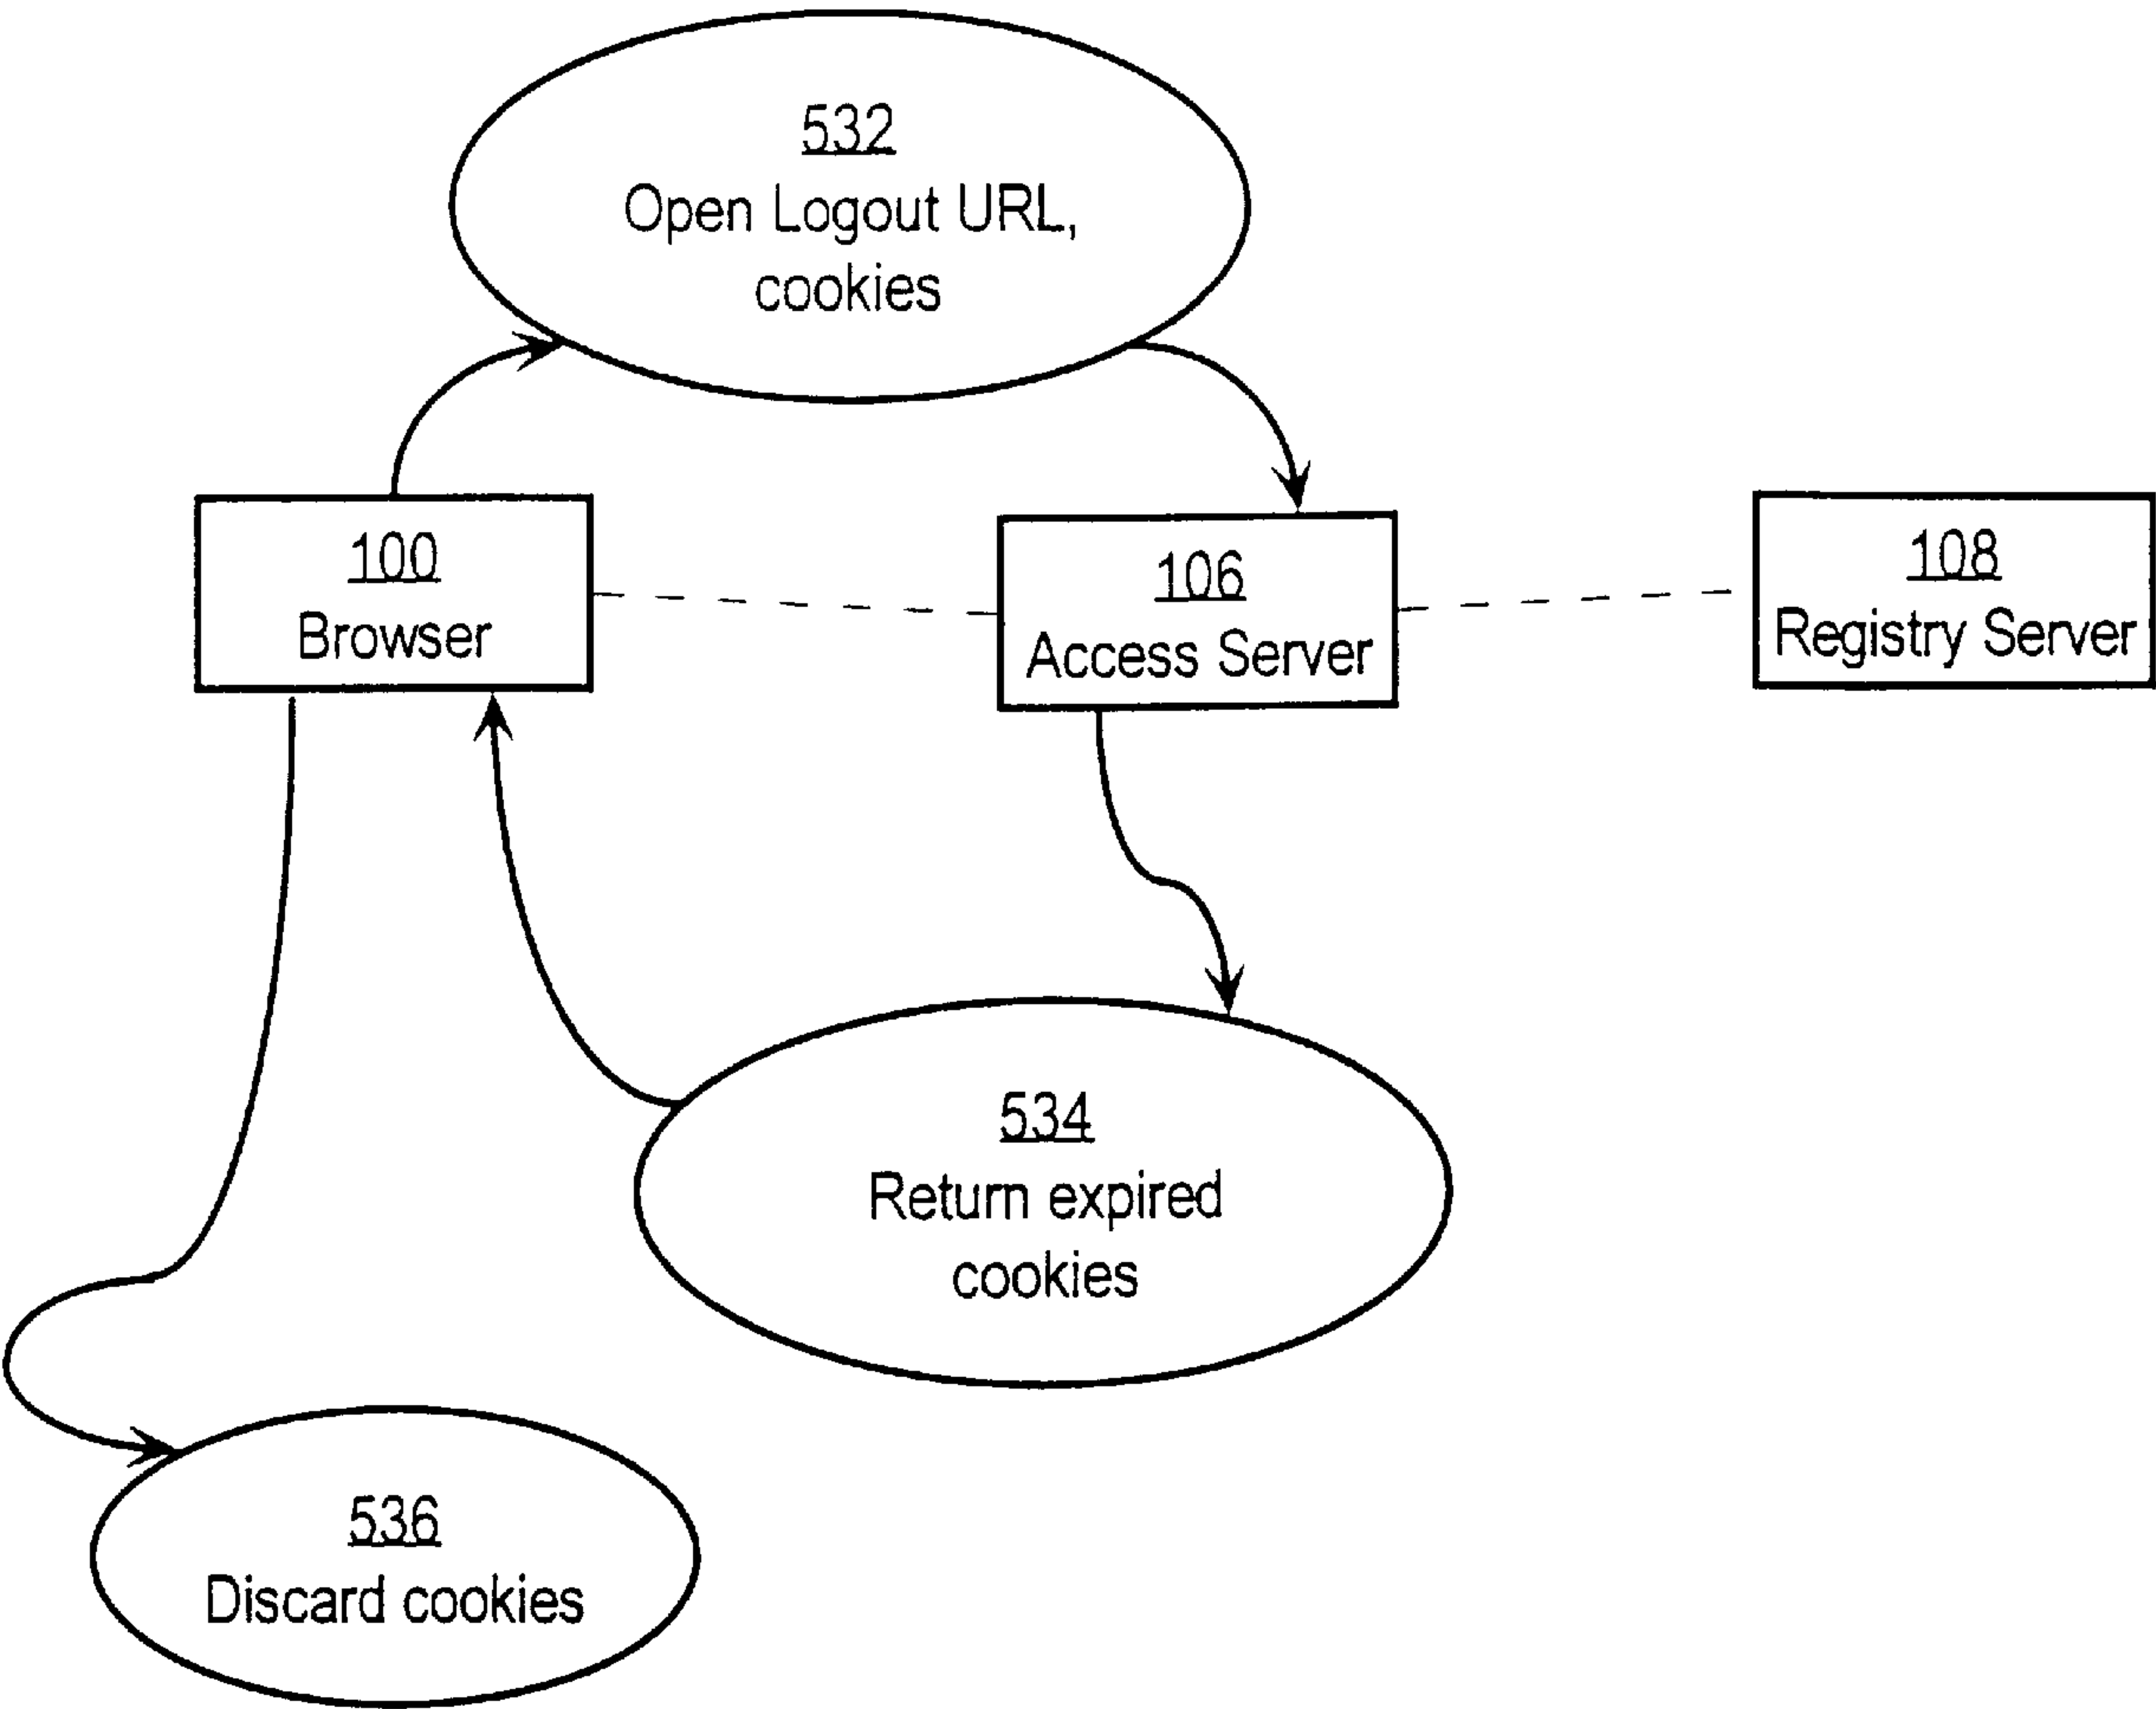 532
Open Logout URL,
cookies
100
Browser
106
Access Server
108
Registry Server
534
Return expired
cookies
536
Discard cookies